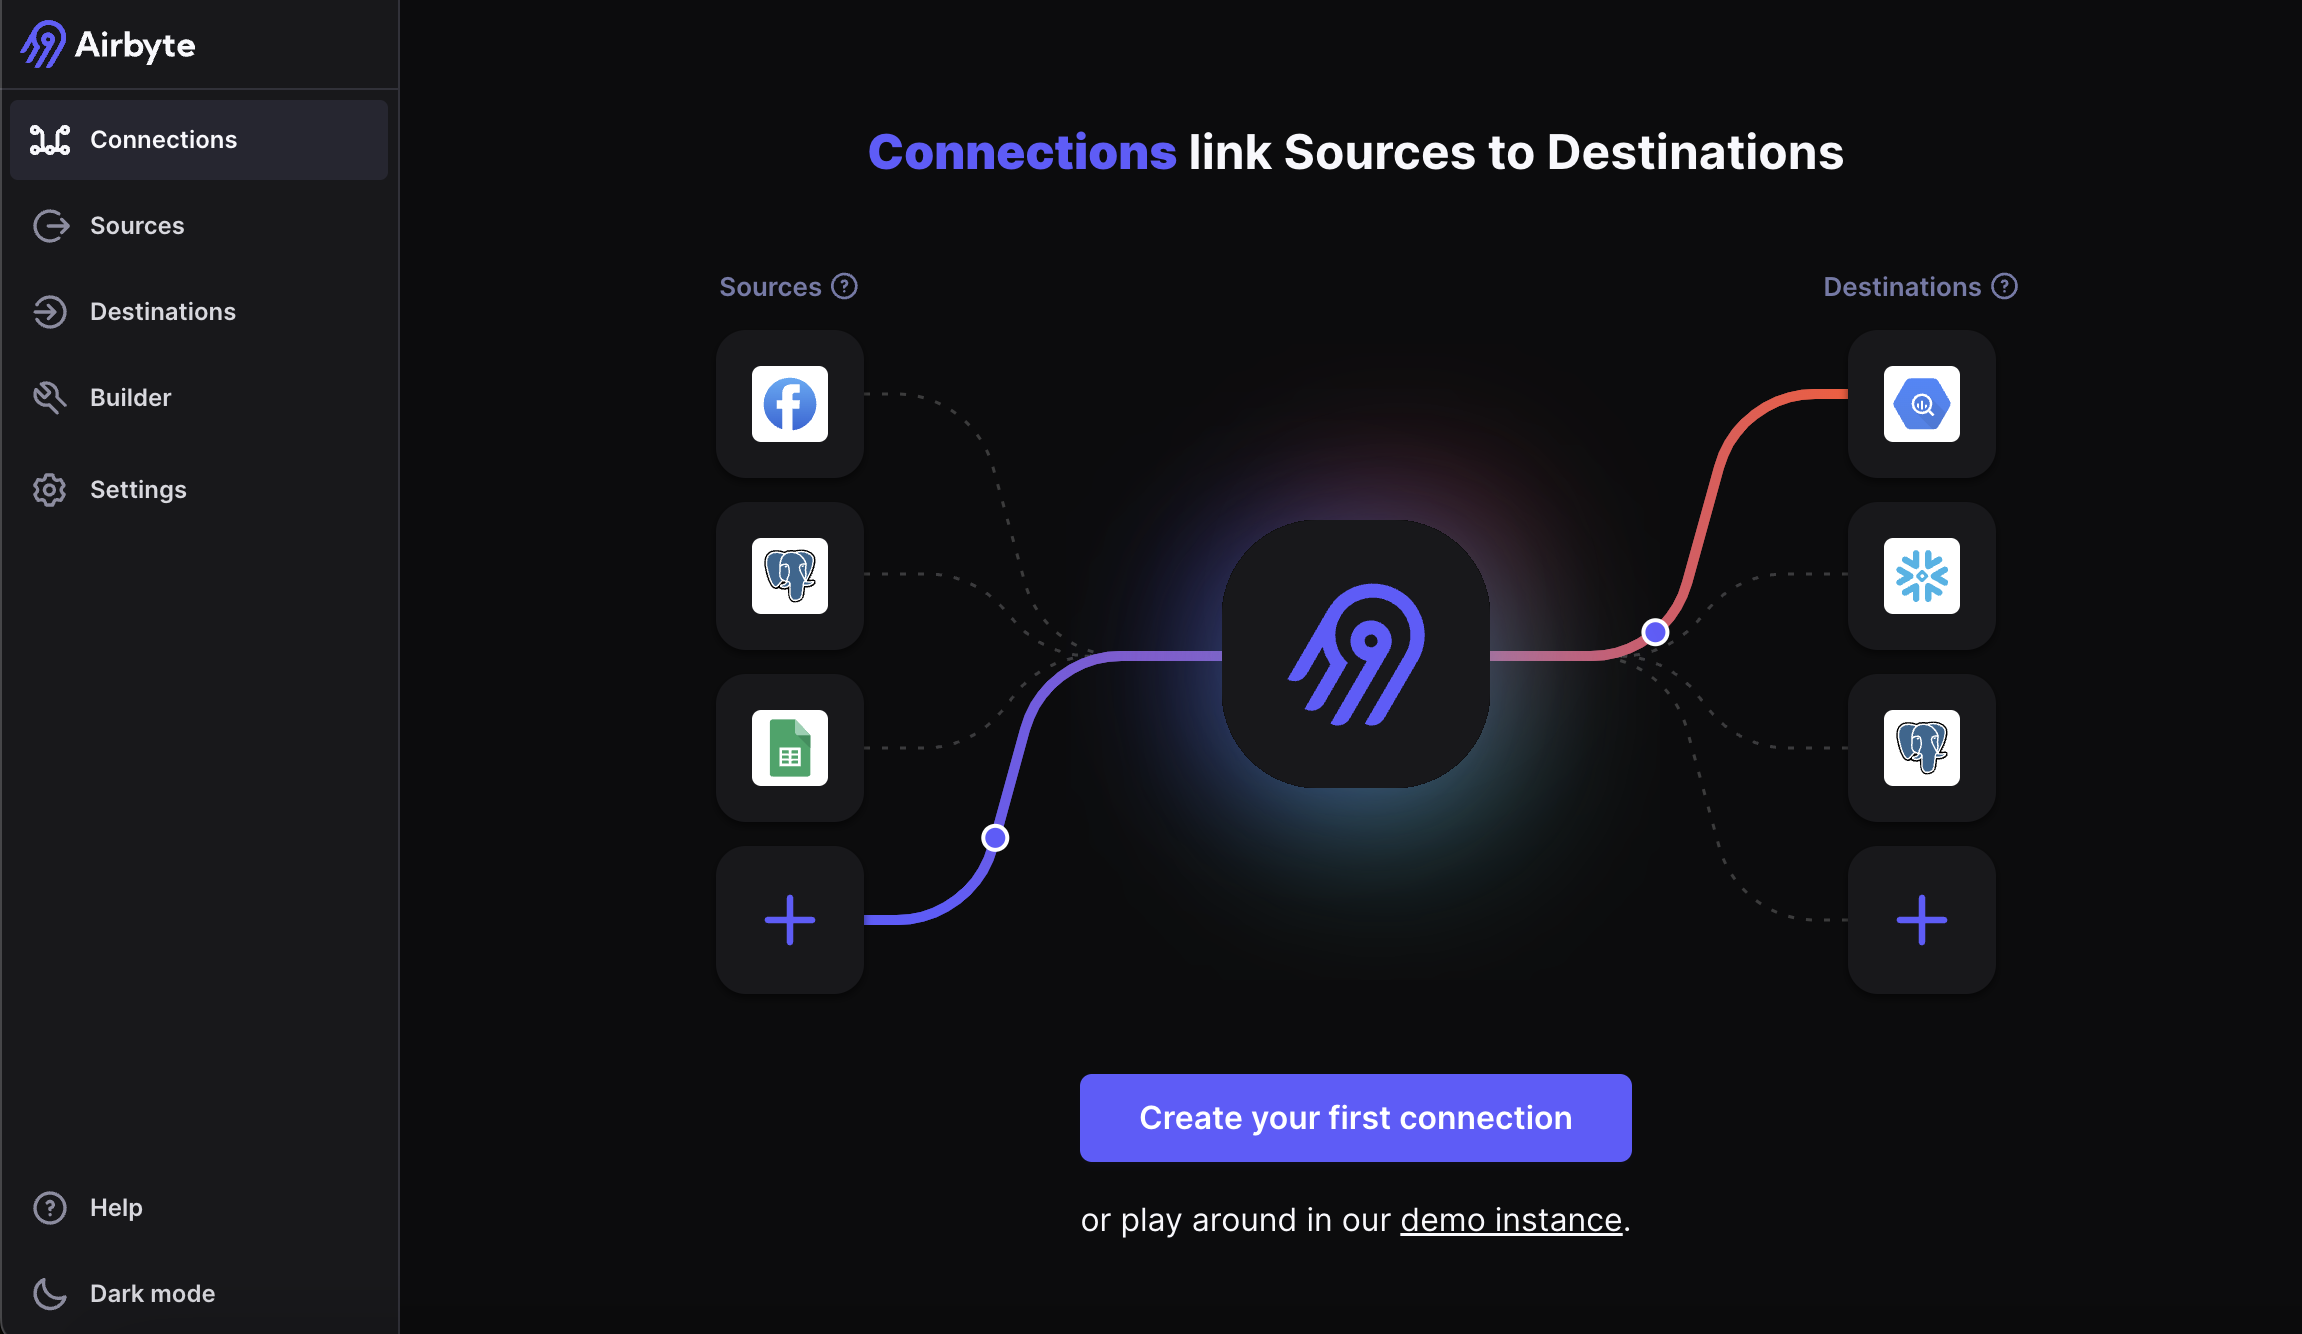 Airbyte
Connections
Sources
Destinations
Builder
Settings
Help
Dark mode
Connections link Sources to Destinations
Sources ?
Destinations ?
Create your first connection
or play around in our demo instance.